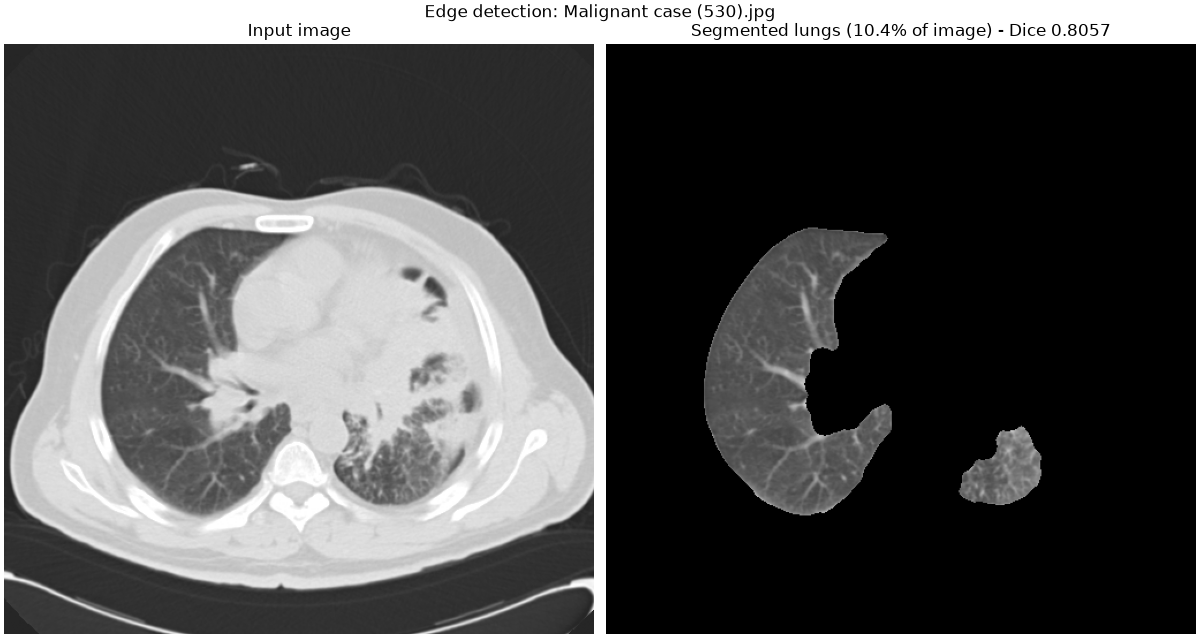 Edge detection: Malignant case (530).jpg
Input image
Segmented lungs (10.4% of image) - Dice 0.8057